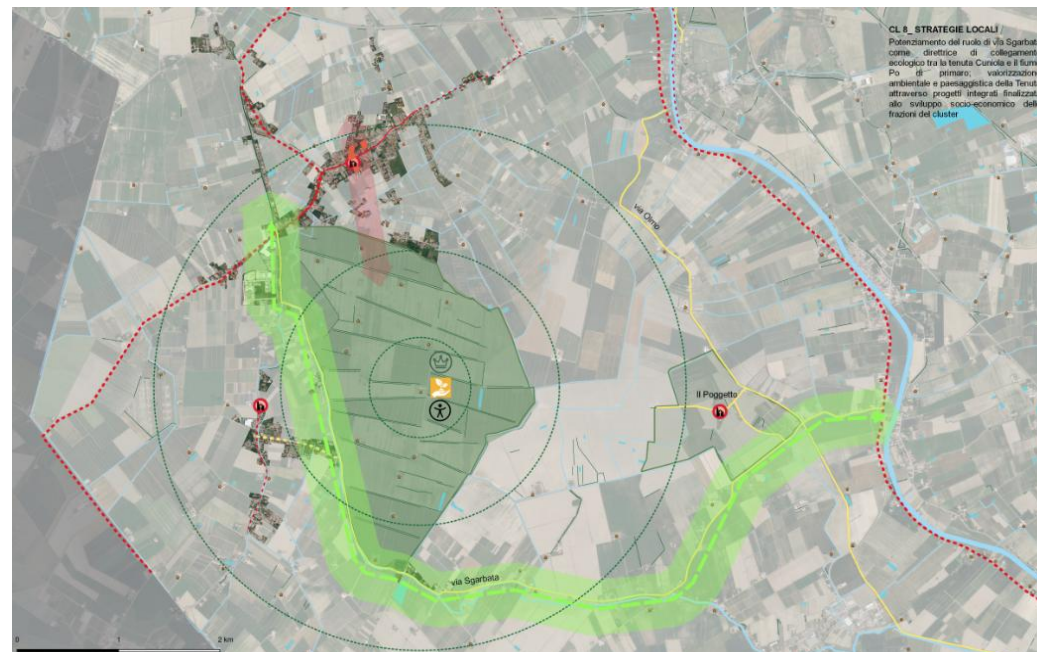 CL 8_ STRATEGIE LOCALI
Potenziamento del ruolo di via Sgarbata
come direttrice di collegamento
ecologico tra la tenuta Cuniola e il fiume
Po di primaro; valorizzazione
ambientale e paesaggistica della Tenuta
attraverso progetti integrati finalizzati
allo sviluppo socio-economico delle
frazioni del cluster
via Olmo
Il Poggetto
via Sgarbata
0 1 2 km